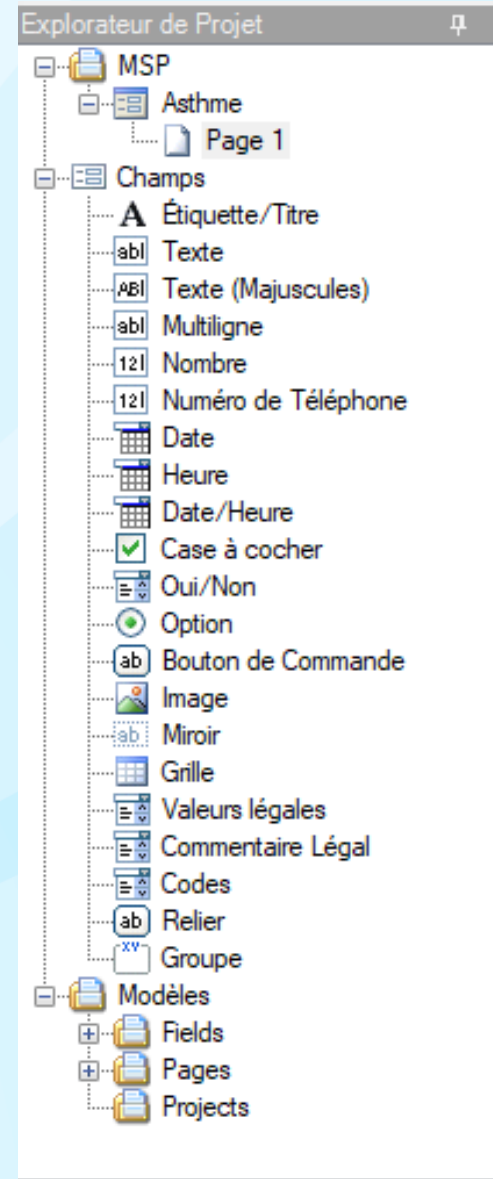 Explorateur de Projet
MSP
Asthme
Page 1
Champs
A Étiquette/Titre
abl Texte
ABI Texte (Majuscules)
abl Multiligne
12l Nombre
12l Numéro de Téléphone
Date
Heure
Date/Heure
Case à cocher
Oui/Non
Option
ab Bouton de Commande
Image
ab Miroir
Grille
Valeurs légales
Commentaire Légal
Codes
ab Relier
XY Groupe
Modèles
Fields
Pages
Projects